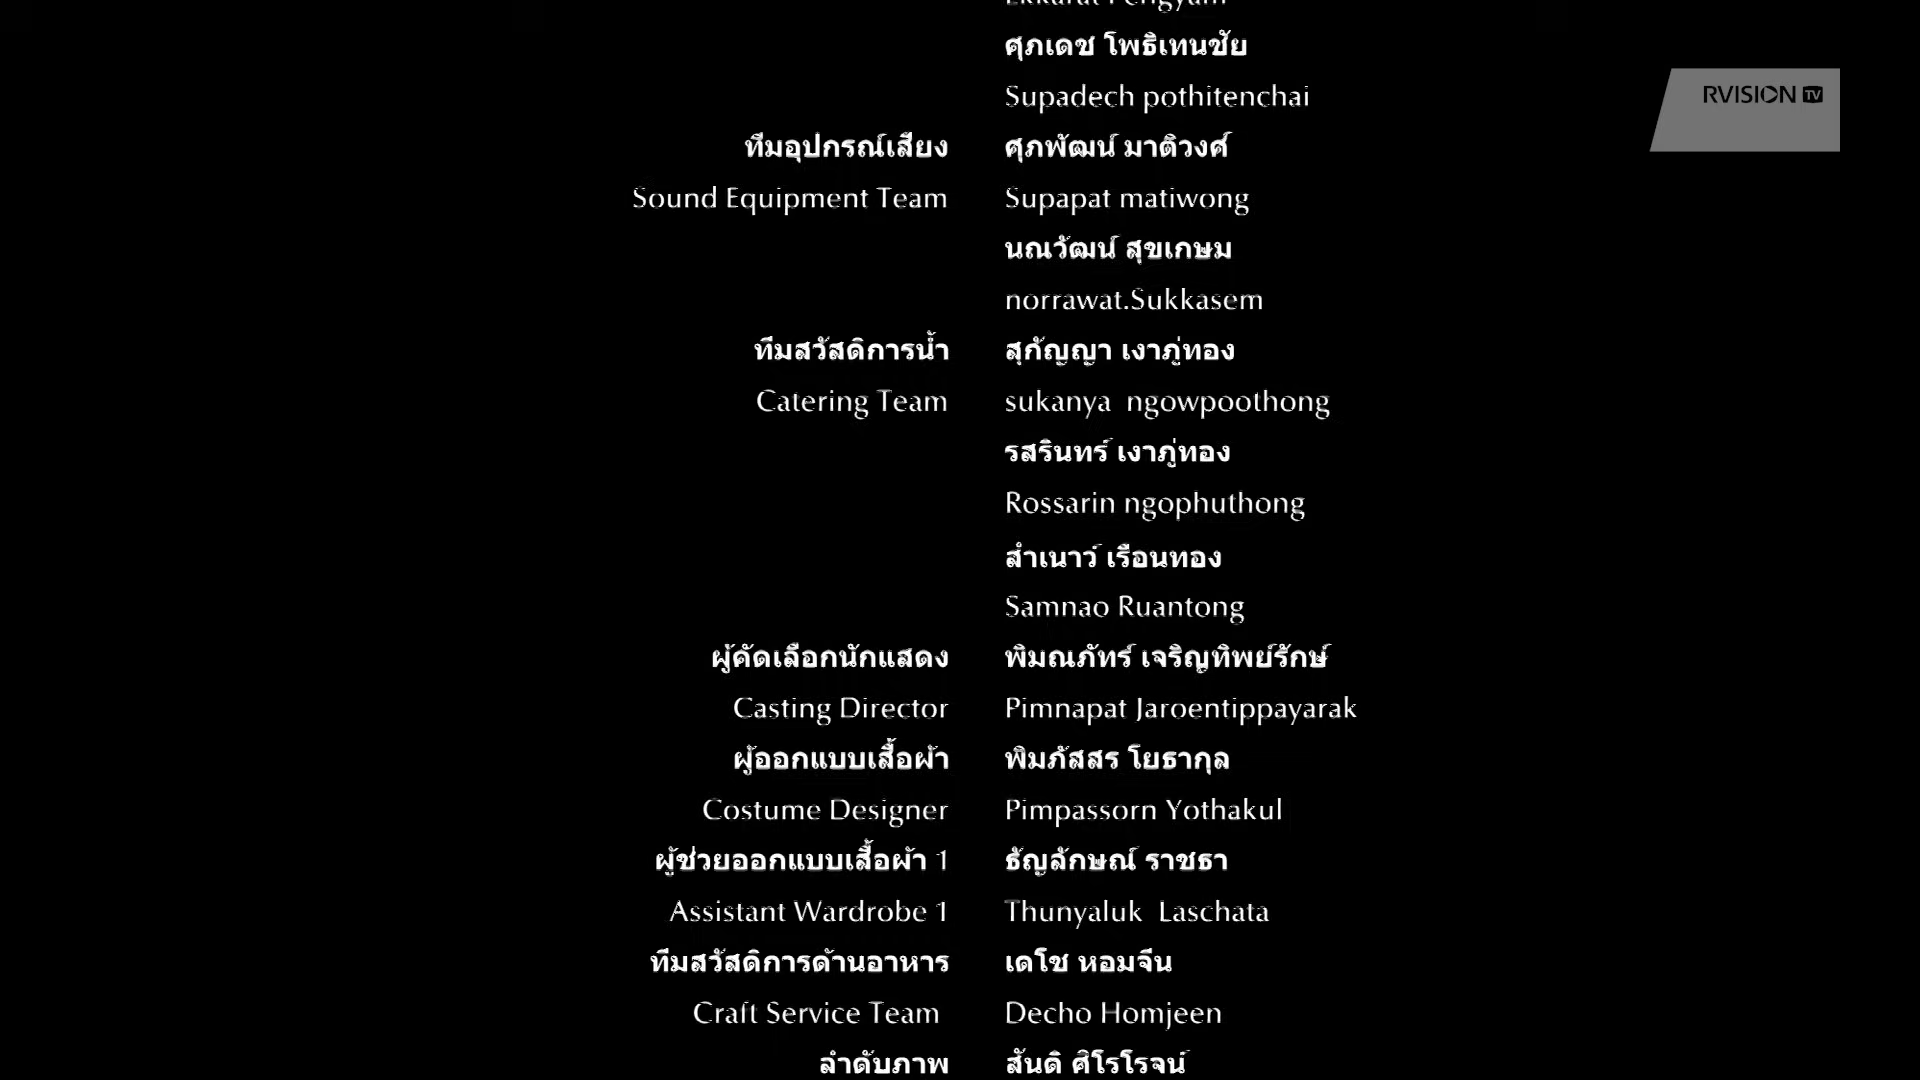 ศุภเดช โพธิเทนชัย
Supadech pothitenchai
RVISION TV
ทีมอุปกรณ์เสียง ศุภพัฒน์ มาติวงศ์
Sound Equipment Team Supapat matiwong
นณวัฒน์ สุขเกษม
norrawat.Sukkasem
ทีมสวัสดิการน้ำ สุกัญญา เงาภู่ทอง
Catering Team sukanya ngowpoothong
รสรินทร์ เงาภู่ทอง
Rossarin ngophuthong
สำเนาว์ เรือนทอง
Samnao Ruantong
ผู้คัดเลือกนักแสดง พิมณภัทร์ เจริญทิพย์รักษ์
Casting Director Pimnapat Jaroentippayarak
ผู้ออกแบบเสื้อผ้า พิมภัสสร โยธากุล
Costume Designer Pimpassorn Yothakul
ผู้ช่วยออกแบบเสื้อผ้า 1 ธัญลักษณ์ ราชธา
Assistant Wardrobe 1 Thunyaluk Laschata
ทีมสวัสดิการด้านอาหาร เดโช หอมจีน
Craft Service Team Decho Homjeen
ลำดับภาพ สันติ ศิโรโรจน์